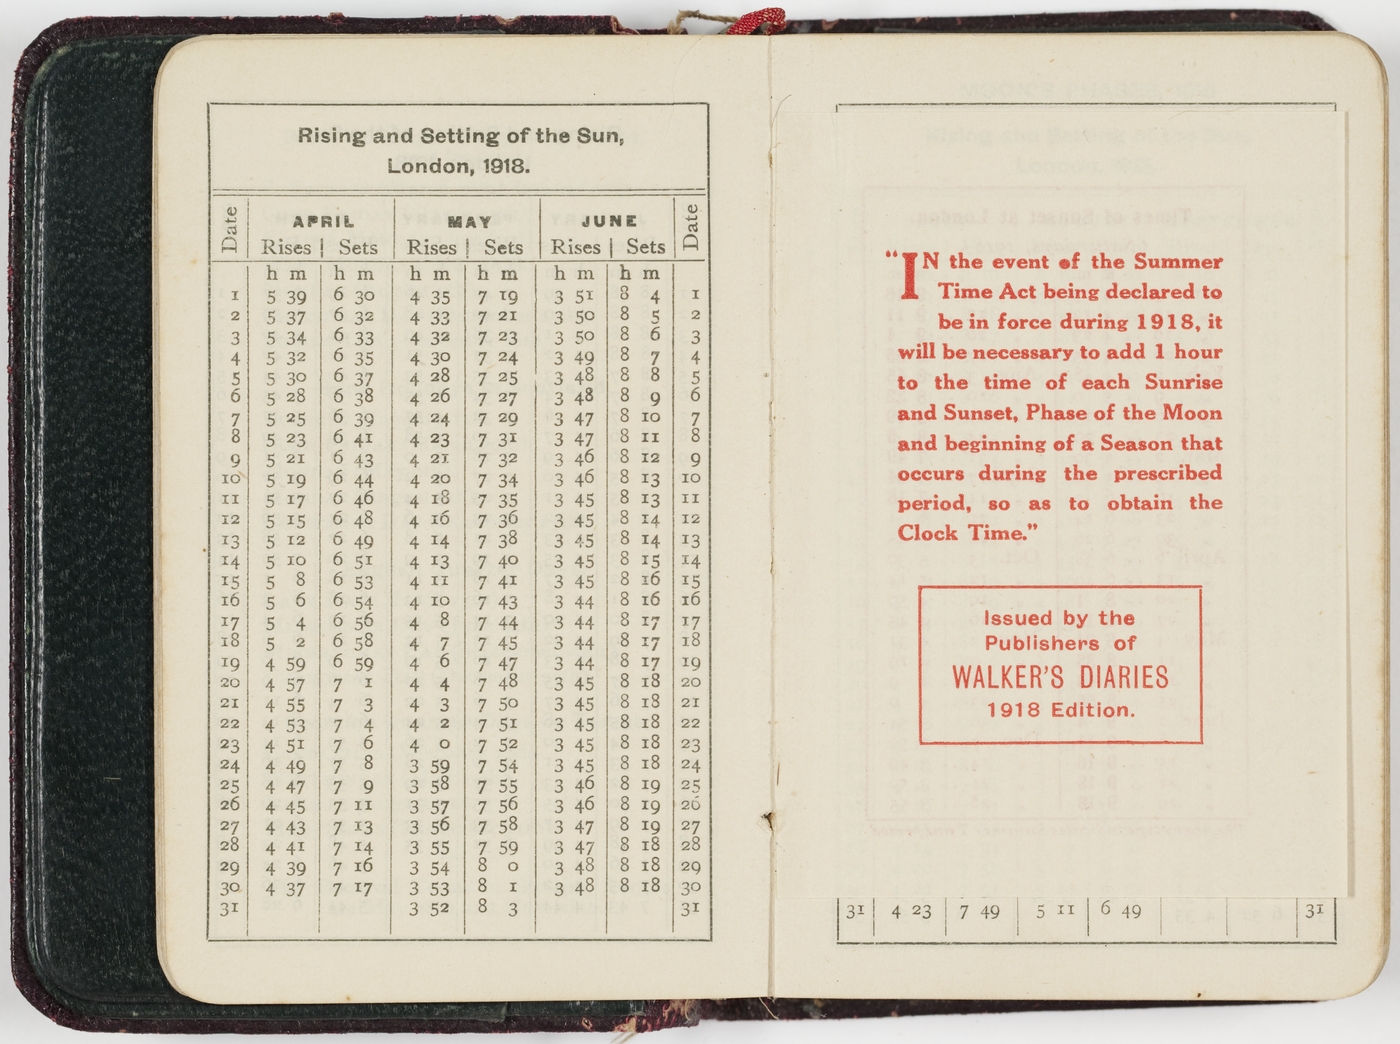 Rising and Setting of the Sun,
London, 1918.
Date APRIL MAY JUNE Date
Rises Sets Rises Sets Rises Sets
h m h m h m h m h m h m
1 5 39 6 30 4 35 7 19 3 51 8 4 1
2 5 37 6 32 4 33 7 21 3 50 8 5 2
3 5 34 6 33 4 32 7 23 3 50 8 6 3
4 5 32 6 35 4 30 7 24 3 49 8 7 4
5 5 30 6 37 4 28 7 25 3 48 8 8 5
6 5 28 6 38 4 26 7 27 3 48 8 9 6
7 5 25 6 39 4 24 7 29 3 47 8 10 7
8 5 23 6 41 4 23 7 31 3 47 8 11 8
9 5 21 6 43 4 21 7 32 3 46 8 12 9
10 5 19 6 44 4 20 7 34 3 46 8 13 10
11 5 17 6 46 4 18 7 35 3 45 8 13 11
12 5 15 6 48 4 16 7 36 3 45 8 14 12
13 5 12 6 49 4 14 7 38 3 45 8 14 13
14 5 10 6 51 4 13 7 40 3 45 8 15 14
15 5 8 6 53 4 11 7 41 3 45 8 16 15
16 5 6 6 54 4 10 7 43 3 44 8 16 16
17 5 4 6 56 4 8 7 44 3 44 8 17 17
18 5 2 6 58 4 7 7 45 3 44 8 17 18
19 4 59 6 59 4 6 7 47 3 44 8 17 19
20 4 57 7 1 4 4 7 48 3 45 8 18 20
21 4 55 7 3 4 3 7 50 3 45 8 18 21
22 4 53 7 4 4 2 7 51 3 45 8 18 22
23 4 51 7 6 4 0 7 52 3 45 8 18 23
24 4 49 7 8 3 59 7 54 3 45 8 18 24
25 4 47 7 9 3 58 7 55 3 46 8 19 25
26 4 45 7 11 3 57 7 56 3 46 8 19 26
27 4 43 7 13 3 56 7 58 3 47 8 19 27
28 4 41 7 14 3 55 7 59 3 47 8 18 28
29 4 39 7 16 3 54 8 0 3 48 8 18 29
30 4 37 7 17 3 53 8 1 3 48 8 18 30
31 3 52 8 3 31
"IN the event of the Summer
Time Act being declared to
be in force during 1918, it
will be necessary to add 1 hour
to the time of each Sunrise
and Sunset, Phase of the Moon
and beginning of a Season that
occurs during the prescribed
period, so as to obtain the
Clock Time."
Issued by the
Publishers of
WALKER'S DIARIES
1918 Edition.
31 4 23 7 49 5 11 6 49 31